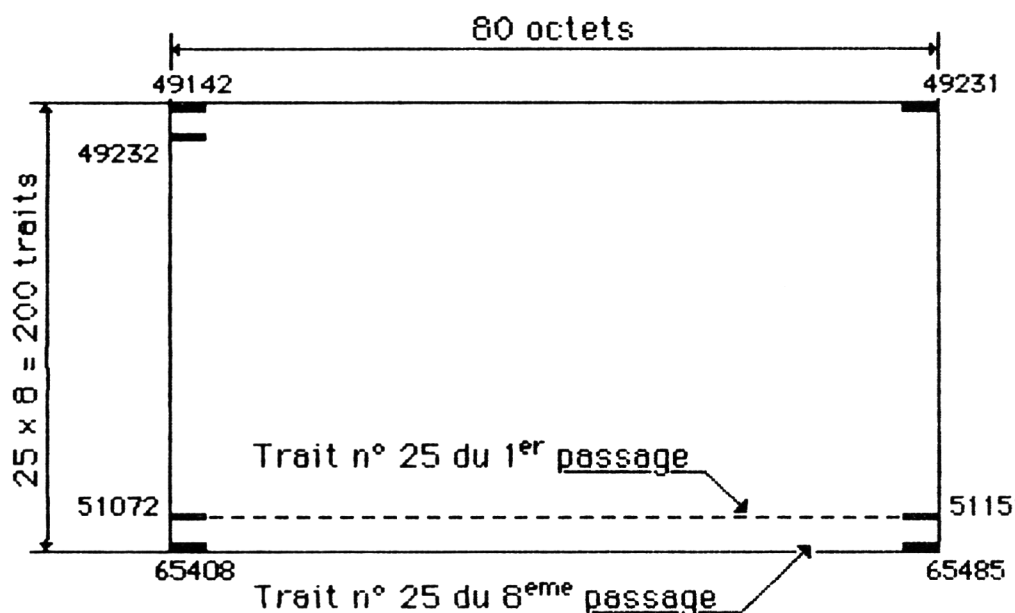 80 octets
49142
49231
49232
25 x 8 = 200 traits
Trait n° 25 du 1er passage
51072
5115
65408
65485
Trait n° 25 du 8eme passage